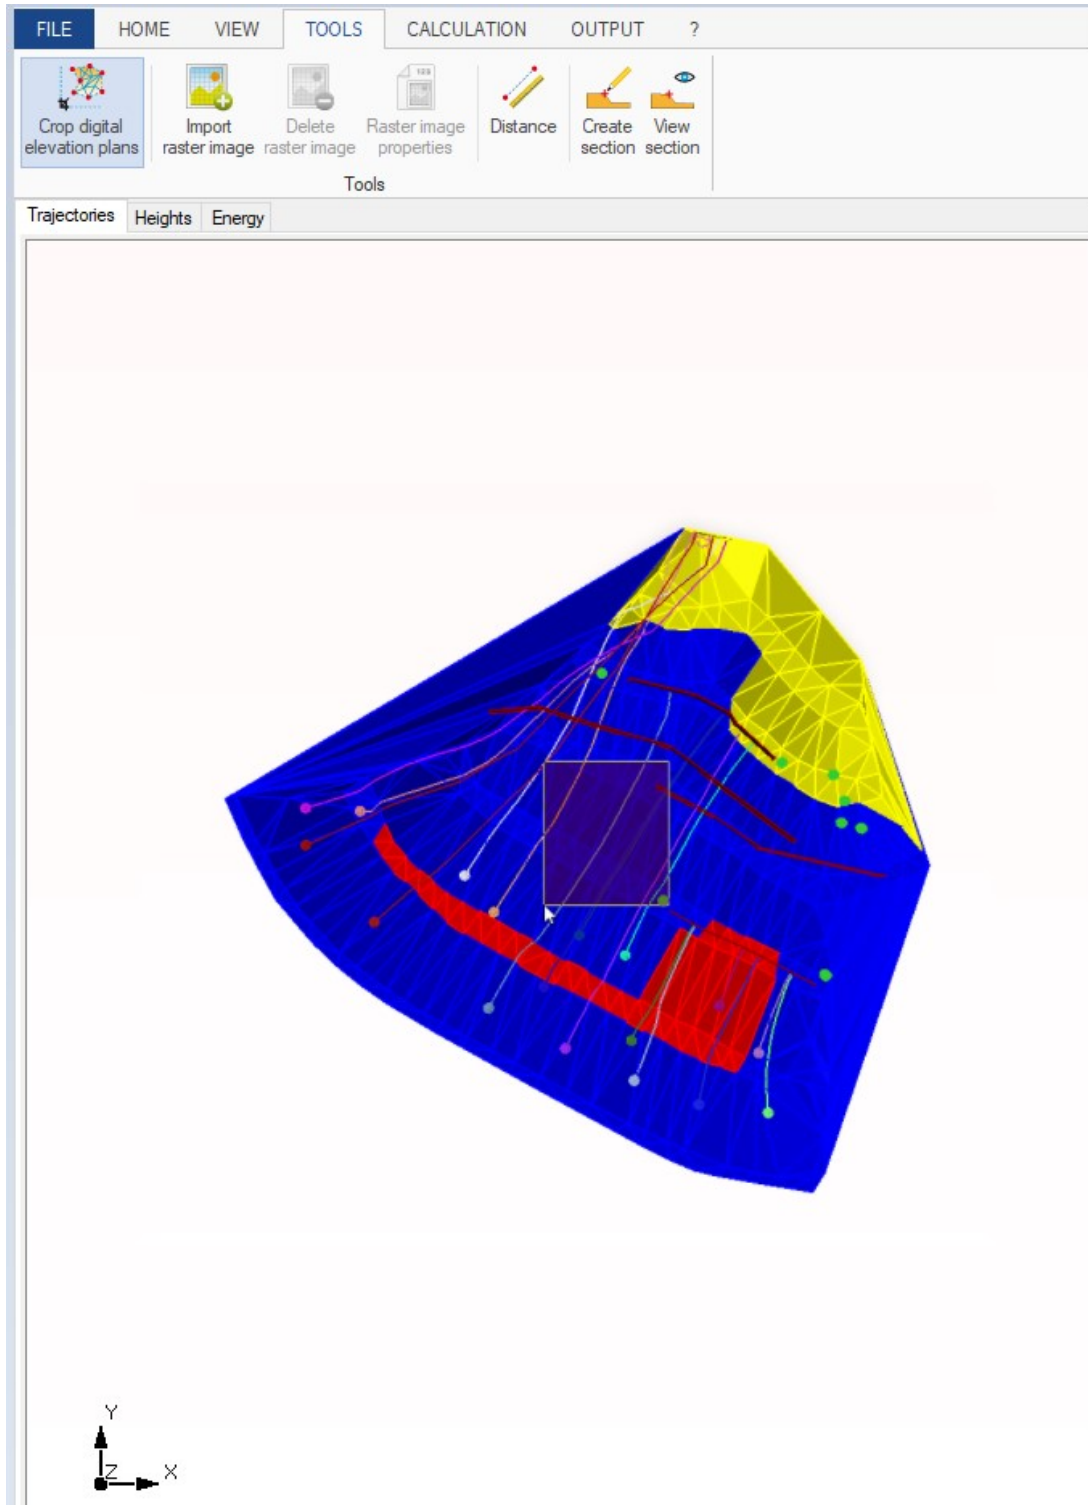 FILE HOME VIEW TOOLS CALCULATION OUTPUT ?
123
Crop digital elevation plans
Import raster image
Delete raster image
Raster image properties
Distance
Create section
View section
Tools
Trajectories Heights Energy
Y
Z X